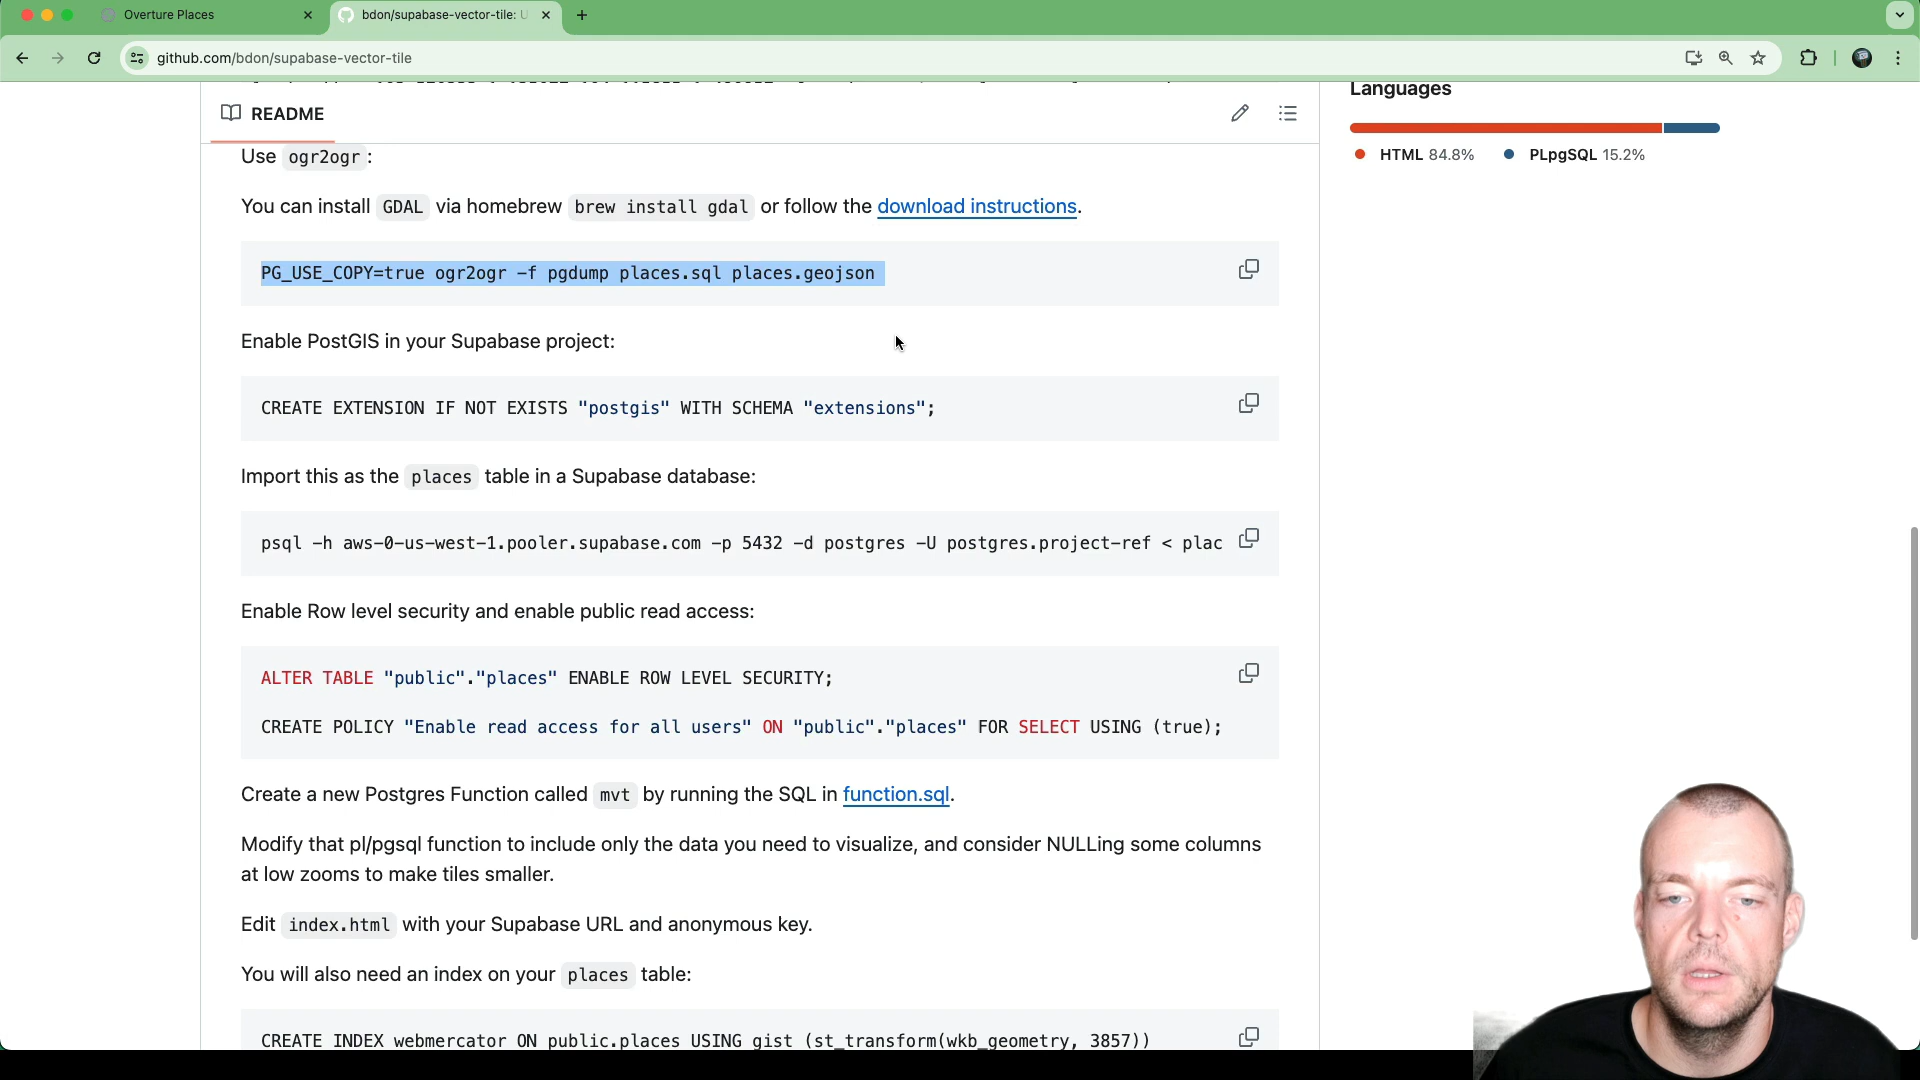 Overture Places
bdon/supabase-vector-tile: U
github.com/bdon/supabase-vector-tile
README
Languages
HTML 84.8%
PLpgSQL 15.2%
Use ogr2ogr:
You can install GDAL via homebrew brew install gdal or follow the download instructions.
PG_USE_COPY=true ogr2ogr -f pgdump places.sql places.geojson
Enable PostGIS in your Supabase project:
CREATE EXTENSION IF NOT EXISTS "postgis" WITH SCHEMA "extensions";
Import this as the places table in a Supabase database:
psql -h aws-0-us-west-1.pooler.supabase.com -p 5432 -d postgres -U postgres.project-ref < plac
Enable Row level security and enable public read access:
ALTER TABLE "public"."places" ENABLE ROW LEVEL SECURITY;
CREATE POLICY "Enable read access for all users" ON "public"."places" FOR SELECT USING (true);
Create a new Postgres Function called mvt by running the SQL in function.sql.
Modify that pl/pgsql function to include only the data you need to visualize, and consider NULLing some columns
at low zooms to make tiles smaller.
Edit index.html with your Supabase URL and anonymous key.
You will also need an index on your places table:
CREATE INDEX webmercator ON public.places USING gist (st_transform(wkb_geometry, 3857))